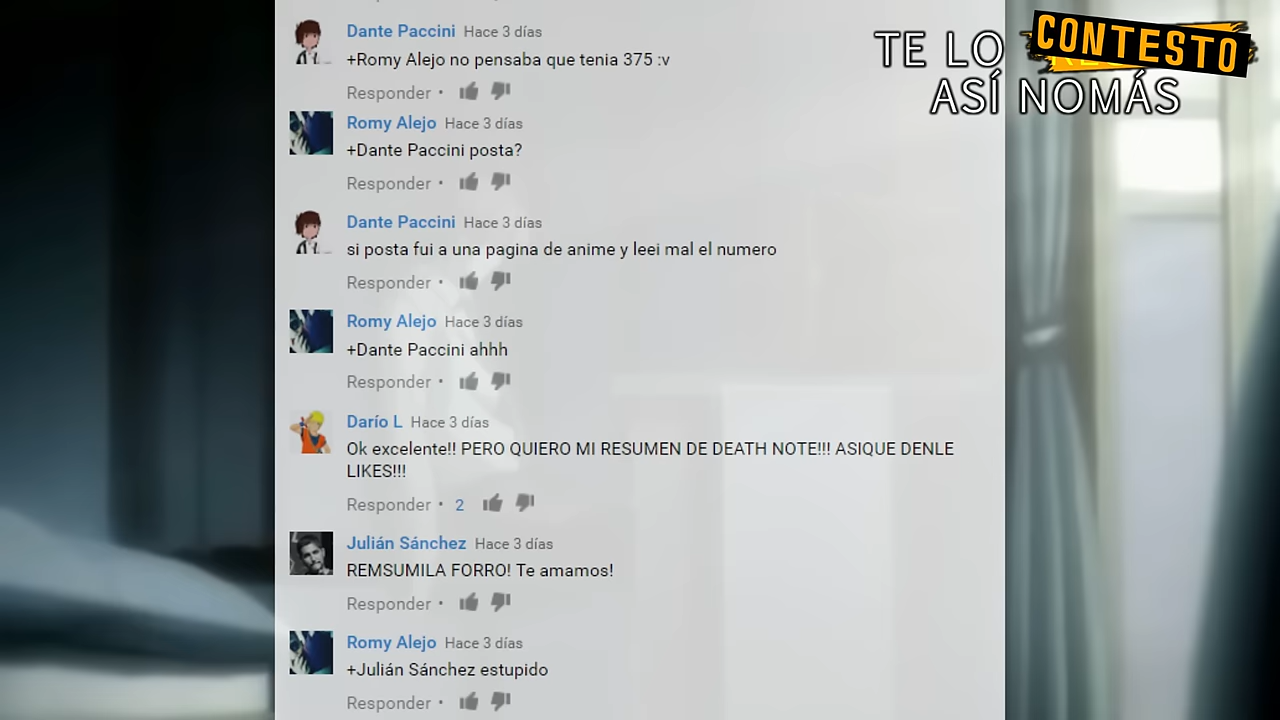 TE LO CONTESTO
ASÍ NOMÁS
Dante Paccini Hace 3 días
+Romy Alejo no pensaba que tenia 375 :v
Responder •
Romy Alejo Hace 3 días
+Dante Paccini posta?
Responder •
Dante Paccini Hace 3 días
si posta fui a una pagina de anime y leei mal el numero
Responder •
Romy Alejo Hace 3 días
+Dante Paccini ahhh
Responder •
Darío L Hace 3 días
Ok excelente!! PERO QUIERO MI RESUMEN DE DEATH NOTE!!! ASIQUE DENLE
LIKES!!!
Responder • 2
Julián Sánchez Hace 3 días
REMSUMILA FORRO! Te amamos!
Responder •
Romy Alejo Hace 3 días
+Julián Sánchez estupido
Responder •